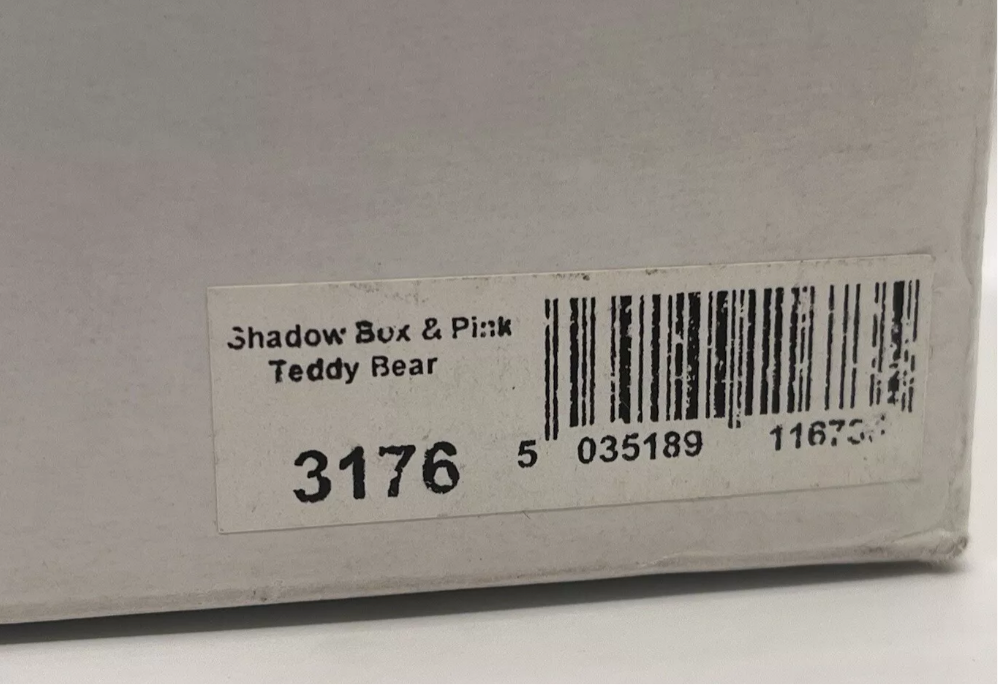 Shadow Box & Pink
Teddy Bear
3176
5 035189